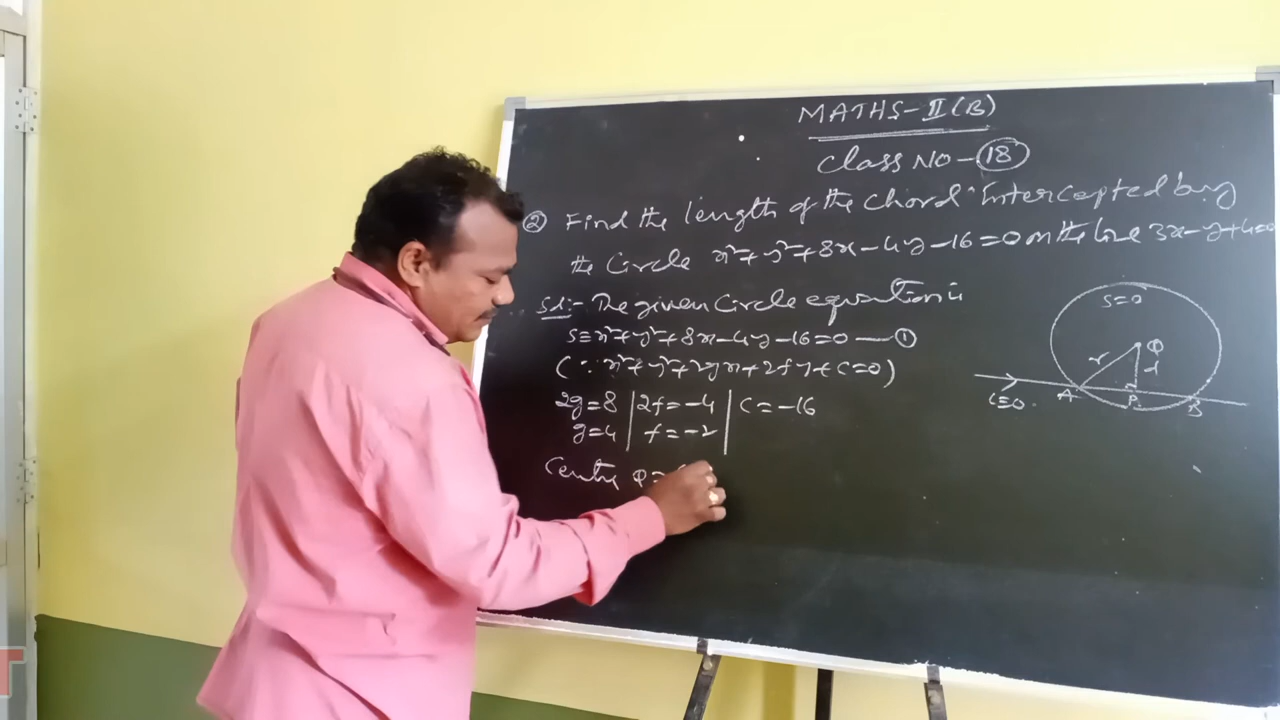 MATHS-II(B)
Class NO-18
② Find the length of the chord Intercepted by
the Circle x²+y²+8x-4y-16=0 on the line 3x-y+4=0
Sol:- The given Circle equation is
S≡x²+y²+8x-4y-16=0 — ①
(∵ x²+y²+2gx+2fy+c=0)
2g=8 | 2f=-4 | c=-16
g=4 | f=-2
Centre
S=0
r
d
A
P
B
T